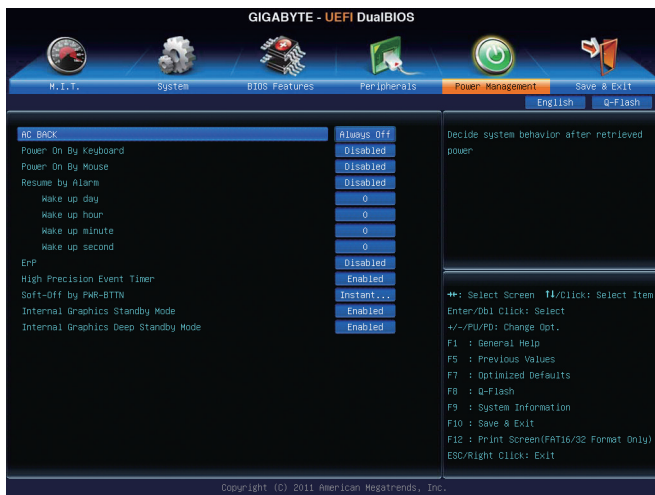 GIGABYTE - UEFI DualBIOS
M.I.T. System BIOS Features Peripherals Power Management Save & Exit
English Q-Flash
AC BACK Always Off
Power On By Keyboard Disabled
Power On By Mouse Disabled
Resume by Alarm Disabled
Wake up day 0
Wake up hour 0
Wake up minute 0
Wake up second 0
ErP Disabled
High Precision Event Timer Enabled
Soft-Off by PWR-BTTN Instant...
Internal Graphics Standby Mode Enabled
Internal Graphics Deep Standby Mode Enabled
Decide system behavior after retrieved
power
→←: Select Screen ↑↓/Click: Select Item
Enter/Dbl Click: Select
+/-/PU/PD: Change Opt.
F1 : General Help
F5 : Previous Values
F7 : Optimized Defaults
F8 : Q-Flash
F9 : System Information
F10 : Save & Exit
F12 : Print Screen(FAT16/32 Format Only)
ESC/Right Click: Exit
Copyright (C) 2011 American Megatrends, Inc.